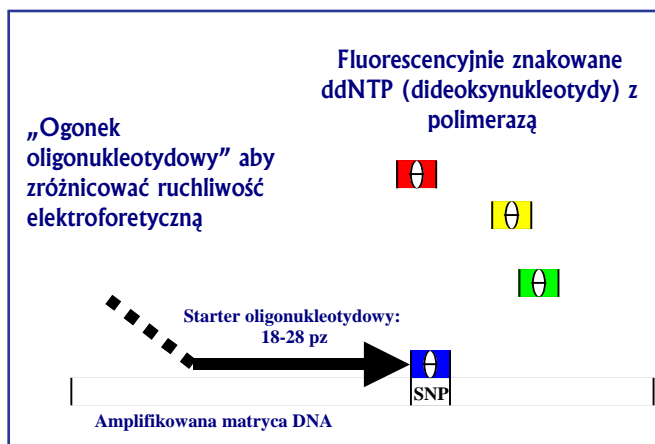 Fluorescencyjnie znakowane
ddNTP (dideoksynukleotydy) z
polimerazą
„Ogonek
oligonukleotydowy” aby
zróżnicować ruchliwość
elektroforetyczną
Starter oligonukleotydowy:
18-28 pz
SNP
Amplifikowana matryca DNA